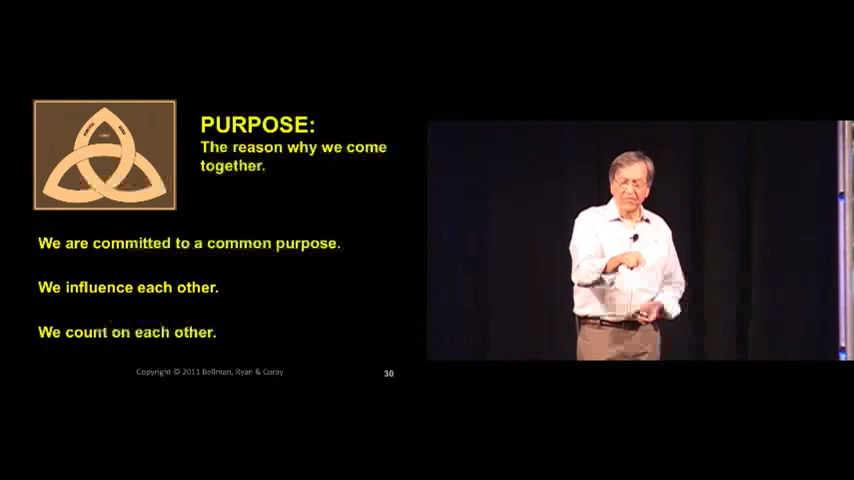 PURPOSE:
The reason why we come
together.
We are committed to a common purpose.
We influence each other.
We count on each other.
Copyright © 2011 Bellman, Ryan & Coray
30